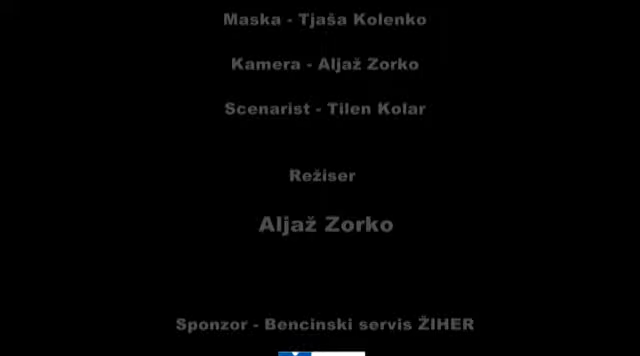 Maska - Tjaša Kolenko
Kamera - Aljaž Zorko
Scenarist - Tilen Kolar
Režiser
Aljaž Zorko
Sponzor - Bencinski servis ŽIHER